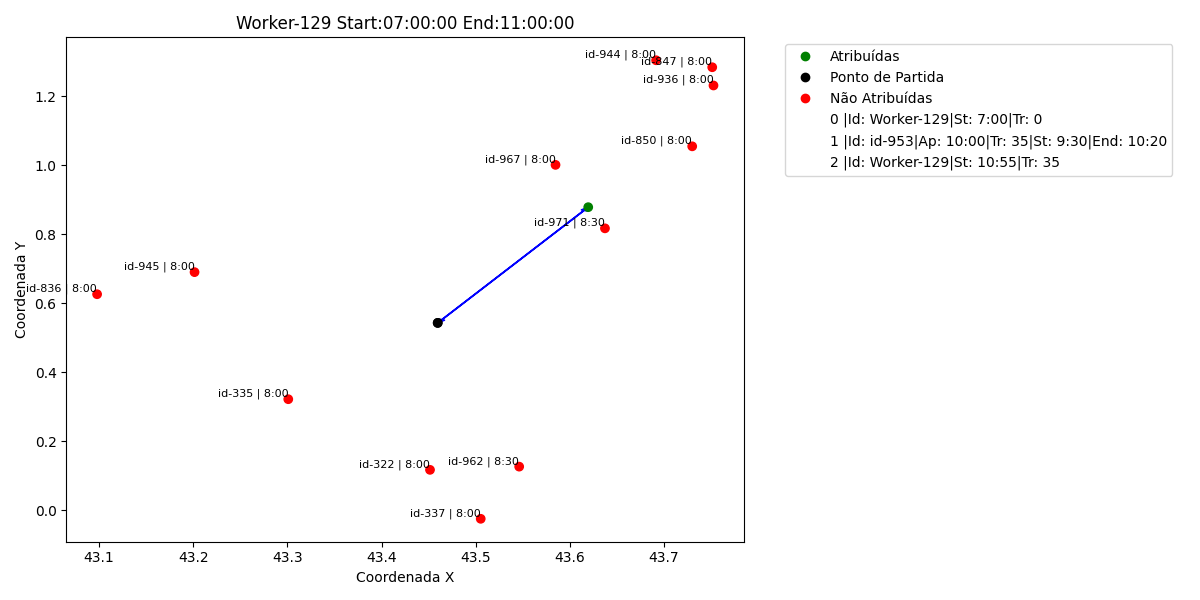 Worker-129 Start:07:00:00 End:11:00:00
Coordenada Y
1.2
1.0
0.8
0.6
0.4
0.2
0.0
id-944 | 8:00
id-847 | 8:00
id-936 | 8:00
id-850 | 8:00
id-967 | 8:00
id-971 | 8:30
id-945 | 8:00
id-836 | 8:00
id-335 | 8:00
id-322 | 8:00
id-962 | 8:30
id-337 | 8:00
43.1 43.2 43.3 43.4 43.5 43.6 43.7
Coordenada X
Atribuídas
Ponto de Partida
Não Atribuídas
0 |Id: Worker-129|St: 7:00|Tr: 0
1 |Id: id-953|Ap: 10:00|Tr: 35|St: 9:30|End: 10:20
2 |Id: Worker-129|St: 10:55|Tr: 35